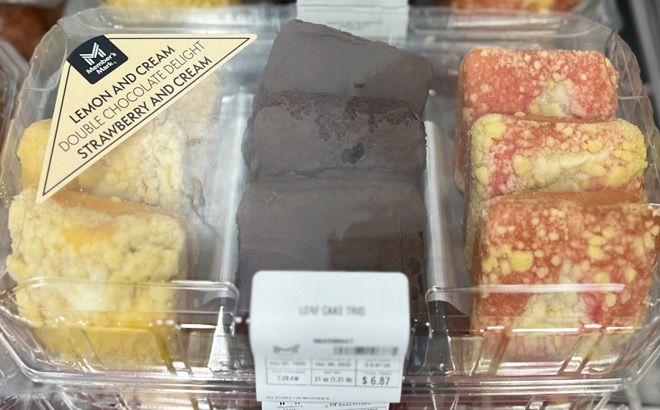 Member's
Mark.
LEMON AND CREAM
DOUBLE CHOCOLATE DELIGHT
STRAWBERRY AND CREAM
LOAF CAKE TRIO
21 oz (1.31 lb)
$ 6.87